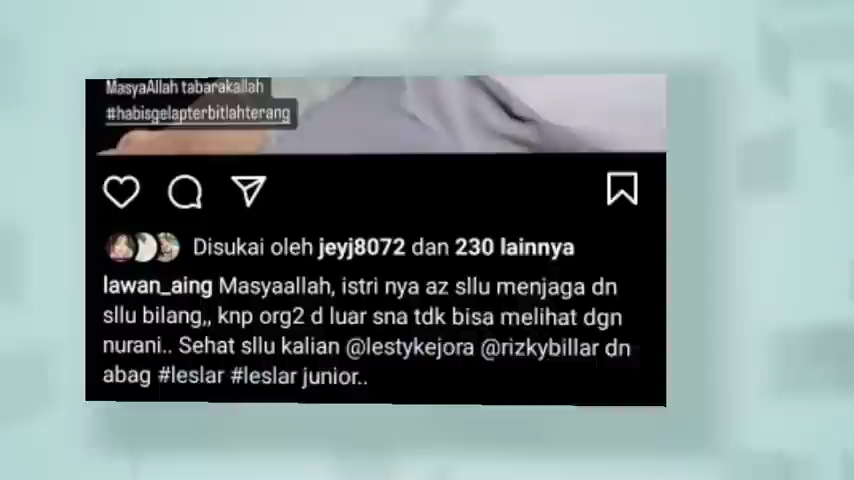 MasyaAllah tabarakallah
#habisgelapterbitlahterang
Disukai oleh jeyj8072 dan 230 lainnya
lawan_aing Masyaallah, istri nya az sllu menjaga dn
sllu bilang,, knp org2 d luar sna tdk bisa melihat dgn
nurani.. Sehat sllu kalian @lestykejora @rizkybillar dn
abag #leslar #leslar junior..